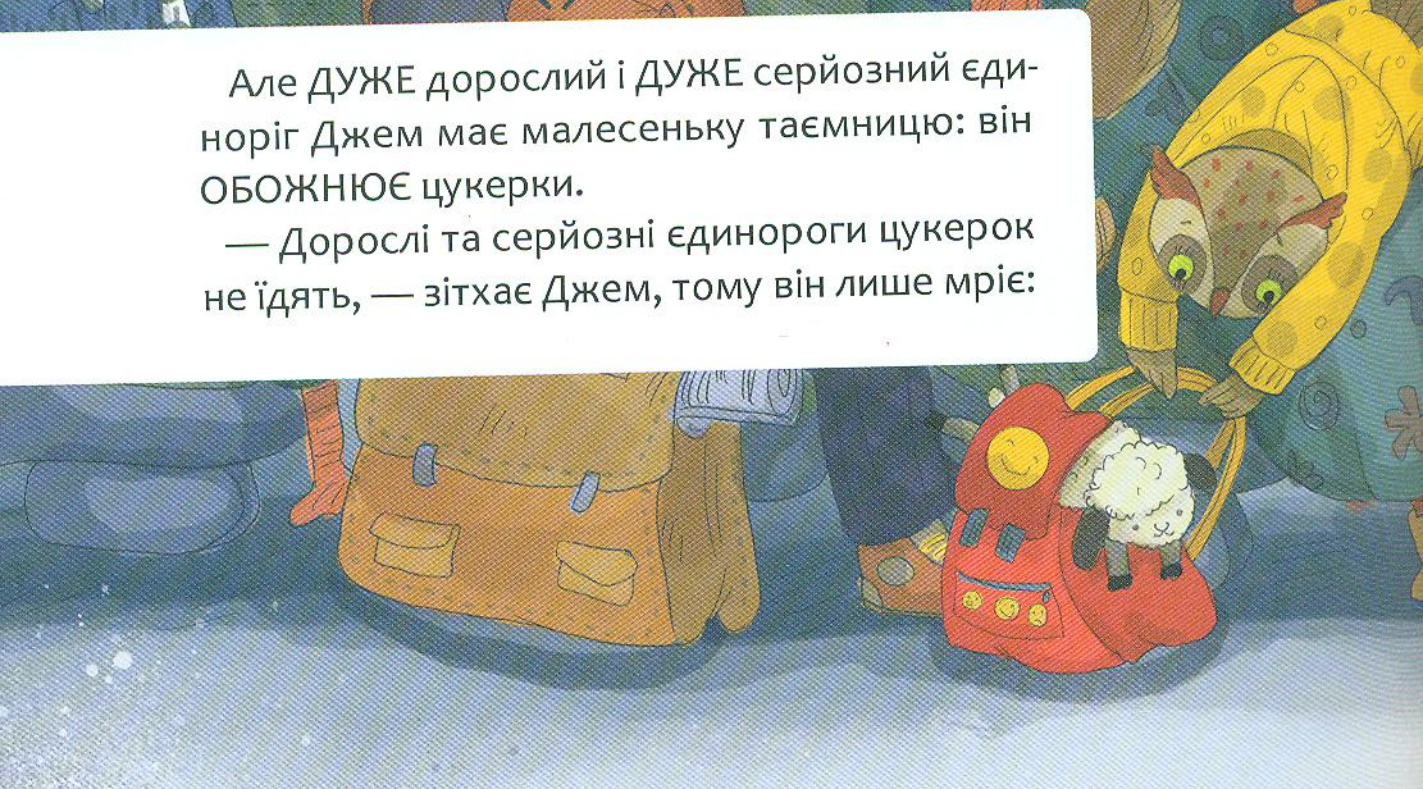 Але ДУЖЕ дорослий і ДУЖЕ серйозний єди-
норіг Джем має малесеньку таємницю: він
ОБОЖНЮЄ цукерки.
— Дорослі та серйозні єдинороги цукерок
не їдять, — зітхає Джем, тому він лише мріє: